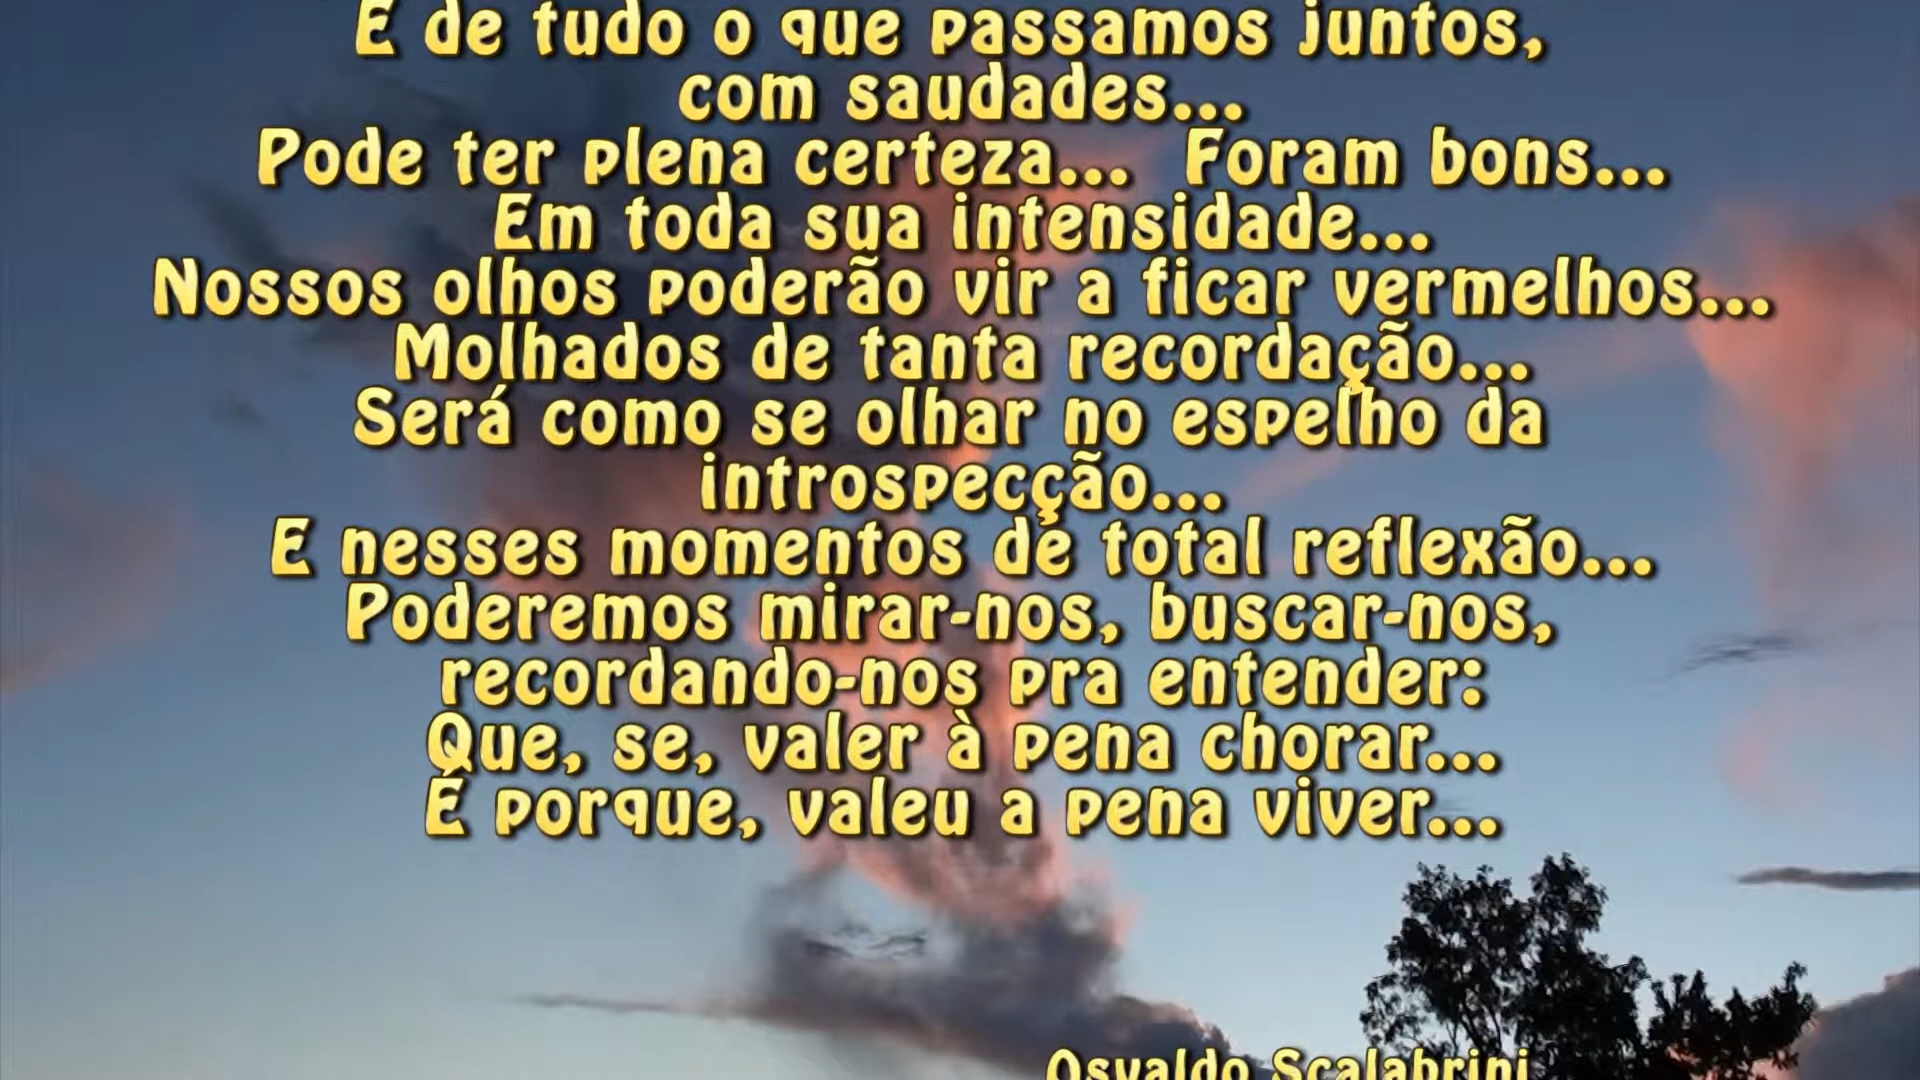 E de tudo o que passamos juntos,
com saudades...
Pode ter plena certeza... Foram bons...
Em toda sua intensidade...
Nossos olhos poderão vir a ficar vermelhos...
Molhados de tanta recordação...
Será como se olhar no espelho da
introspecção...
E nesses momentos de total reflexão...
Poderemos mirar-nos, buscar-nos,
recordando-nos pra entender:
Que, se, valer à pena chorar...
É porque, valeu a pena viver...
Osvaldo Scalabrini